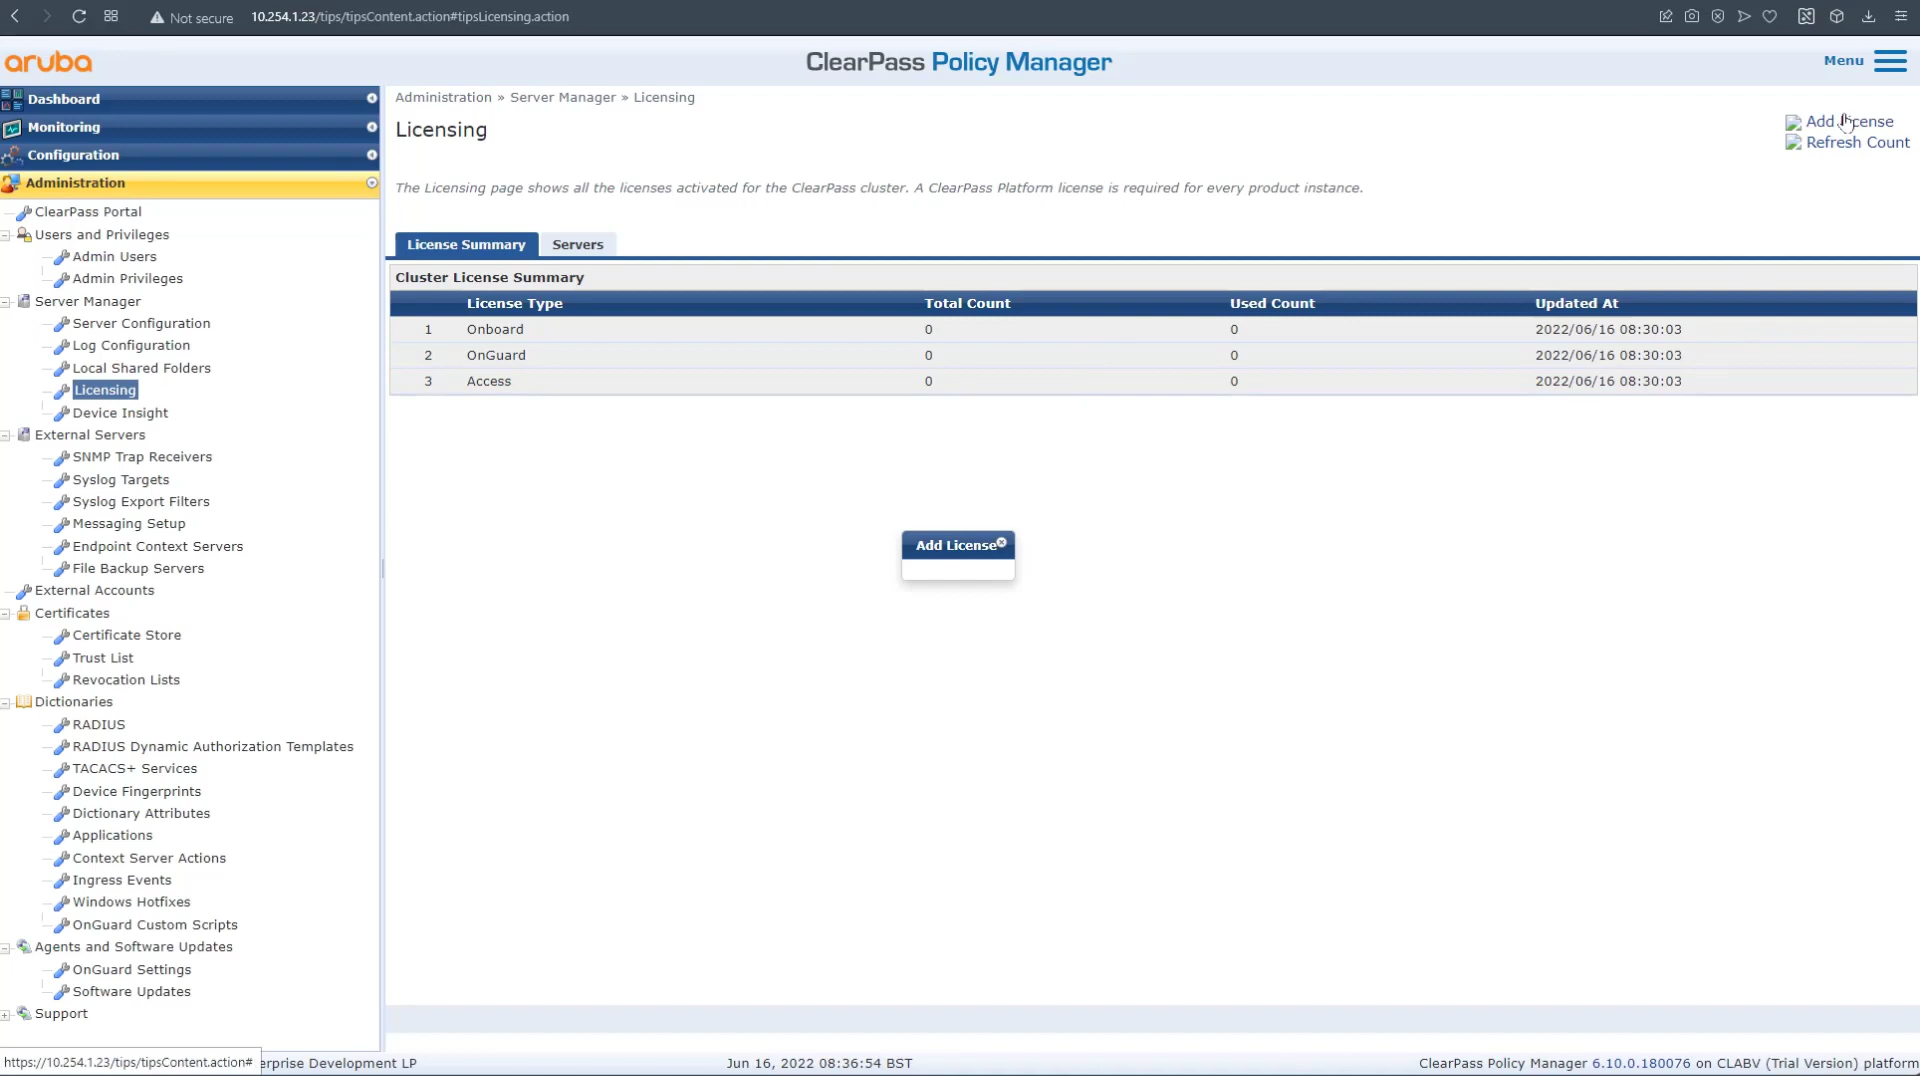 Not secure 10.254.1.23/tips/tipsContent.action#tipsLicensing.action
aruba
ClearPass Policy Manager
Menu
Dashboard
Monitoring
Configuration
Administration
ClearPass Portal
Users and Privileges
Admin Users
Admin Privileges
Server Manager
Server Configuration
Log Configuration
Local Shared Folders
Licensing
Device Insight
External Servers
SNMP Trap Receivers
Syslog Targets
Syslog Export Filters
Messaging Setup
Endpoint Context Servers
File Backup Servers
External Accounts
Certificates
Certificate Store
Trust List
Revocation Lists
Dictionaries
RADIUS
RADIUS Dynamic Authorization Templates
TACACS+ Services
Device Fingerprints
Dictionary Attributes
Applications
Context Server Actions
Ingress Events
Windows Hotfixes
OnGuard Custom Scripts
Agents and Software Updates
OnGuard Settings
Software Updates
Support
Administration » Server Manager » Licensing
Licensing
Add License
Refresh Count
The Licensing page shows all the licenses activated for the ClearPass cluster. A ClearPass Platform license is required for every product instance.
License Summary Servers
Cluster License Summary
License Type Total Count Used Count Updated At
1 Onboard 0 0 2022/06/16 08:30:03
2 OnGuard 0 0 2022/06/16 08:30:03
3 Access 0 0 2022/06/16 08:30:03
Add License
https://10.254.1.23/tips/tipsContent.action# erprise Development LP Jun 16, 2022 08:36:54 BST ClearPass Policy Manager 6.10.0.180076 on CLABV (Trial Version) platform